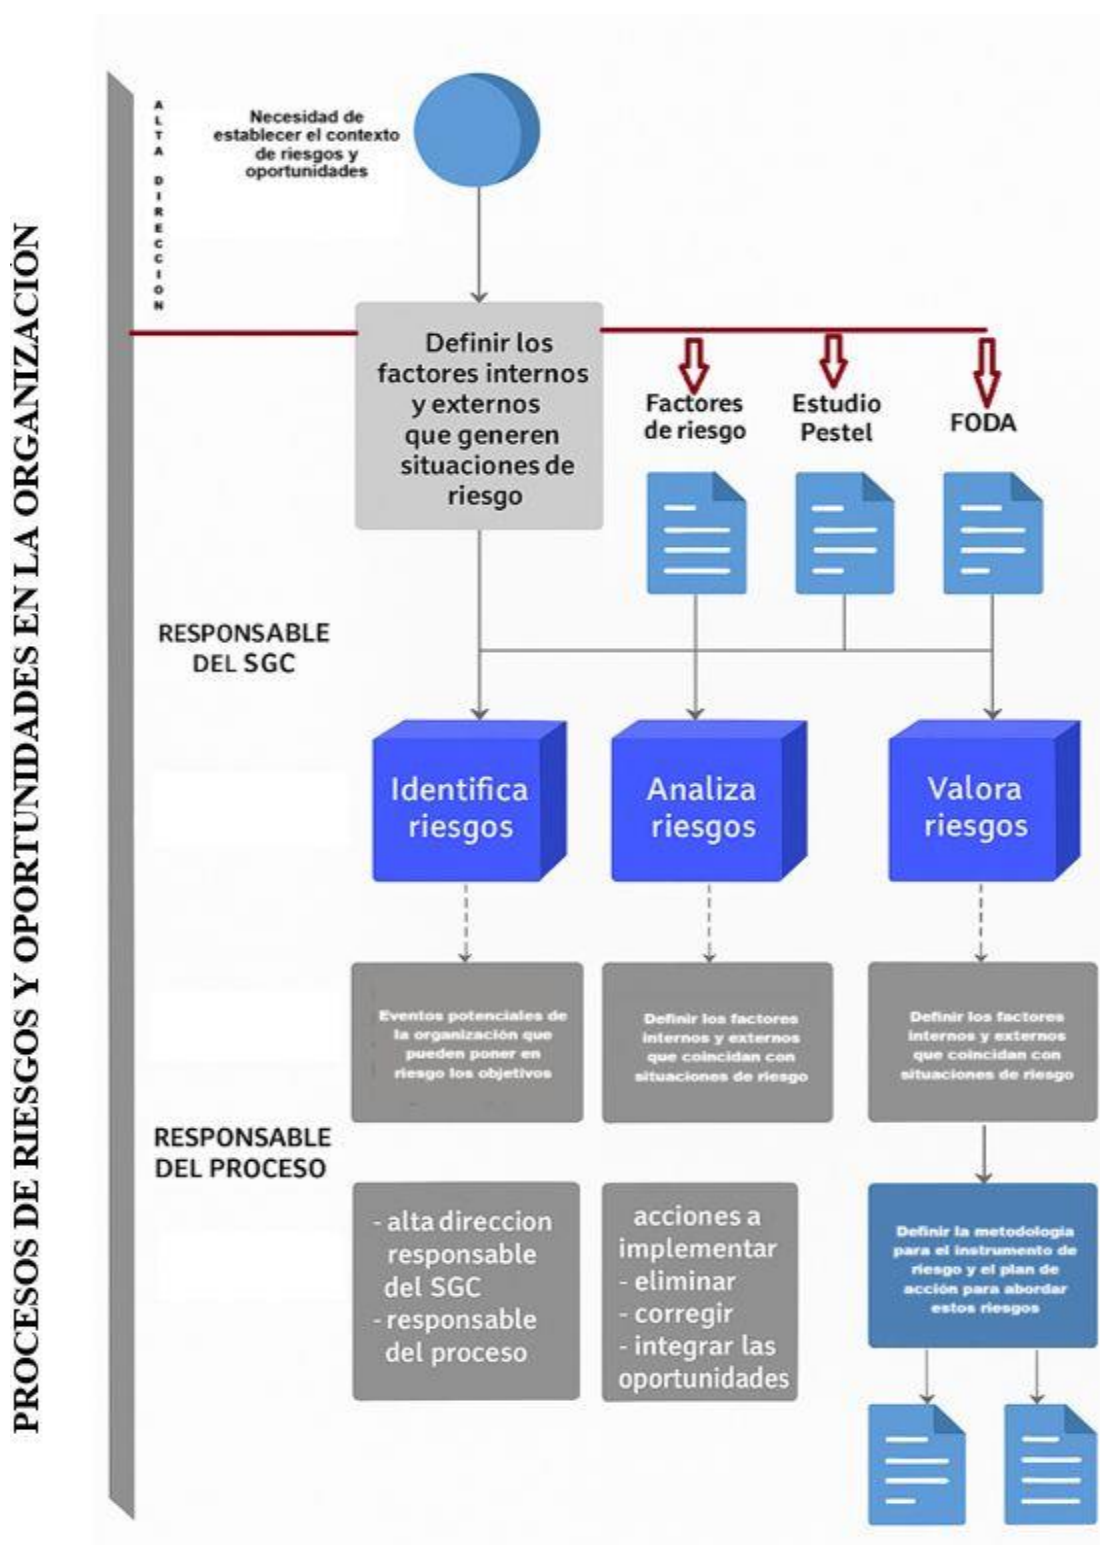 PROCESOS DE RIESGOS Y OPORTUNIDADES EN LA ORGANIZACIÓN
ALTA DIRECCION
Necesidad de
establecer el contexto
de riesgos y
oportunidades
Definir los
factores internos
y externos
que generen
situaciones de
riesgo
Factores
de riesgo
Estudio
Pestel
FODA
RESPONSABLE
DEL SGC
Identifica
riesgos
Analiza
riesgos
Valora
riesgos
Eventos potenciales de
la organización que
pueden poner en
riesgo los objetivos
Definir los factores
internos y externos
que coincidan con
situaciones de riesgo
Definir los factores
internos y externos
que coincidan con
situaciones de riesgo
RESPONSABLE
DEL PROCESO
- alta direccion
responsable
del SGC
- responsable
del proceso
acciones a
implementar
- eliminar
- corregir
- integrar las
oportunidades
Definir la metodología
para el instrumento de
riesgo y el plan de
acción para abordar
estos riesgos